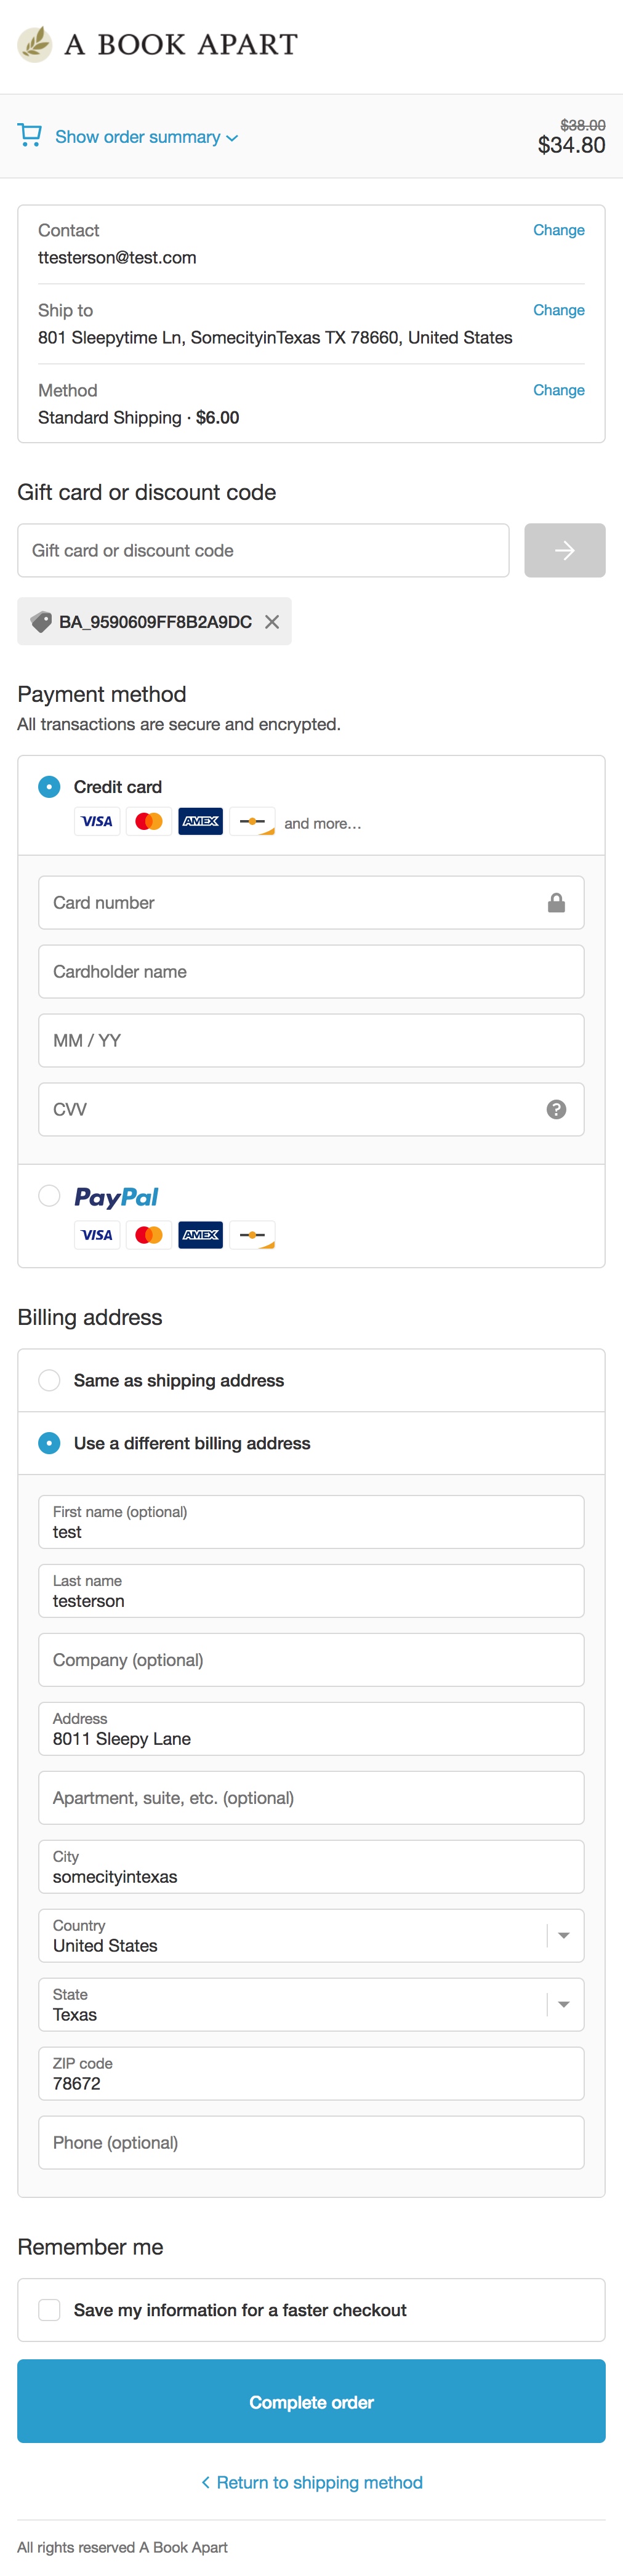 A BOOK APART
Show order summary
$38.00
$34.80
Contact
Change
ttesterson@test.com
Ship to
Change
801 Sleepytime Ln, SomecityinTexas TX 78660, United States
Method
Change
Standard Shipping · $6.00
Gift card or discount code
Gift card or discount code
BA_9590609FF8B2A9DC
Payment method
All transactions are secure and encrypted.
Credit card
VISA AMEX and more...
Card number
Cardholder name
MM / YY
CVV
?
PayPal
VISA AMEX
Billing address
Same as shipping address
Use a different billing address
First name (optional)
test
Last name
testerson
Company (optional)
Address
8011 Sleepy Lane
Apartment, suite, etc. (optional)
City
somecityintexas
Country
United States
State
Texas
ZIP code
78672
Phone (optional)
Remember me
Save my information for a faster checkout
Complete order
Return to shipping method
All rights reserved A Book Apart